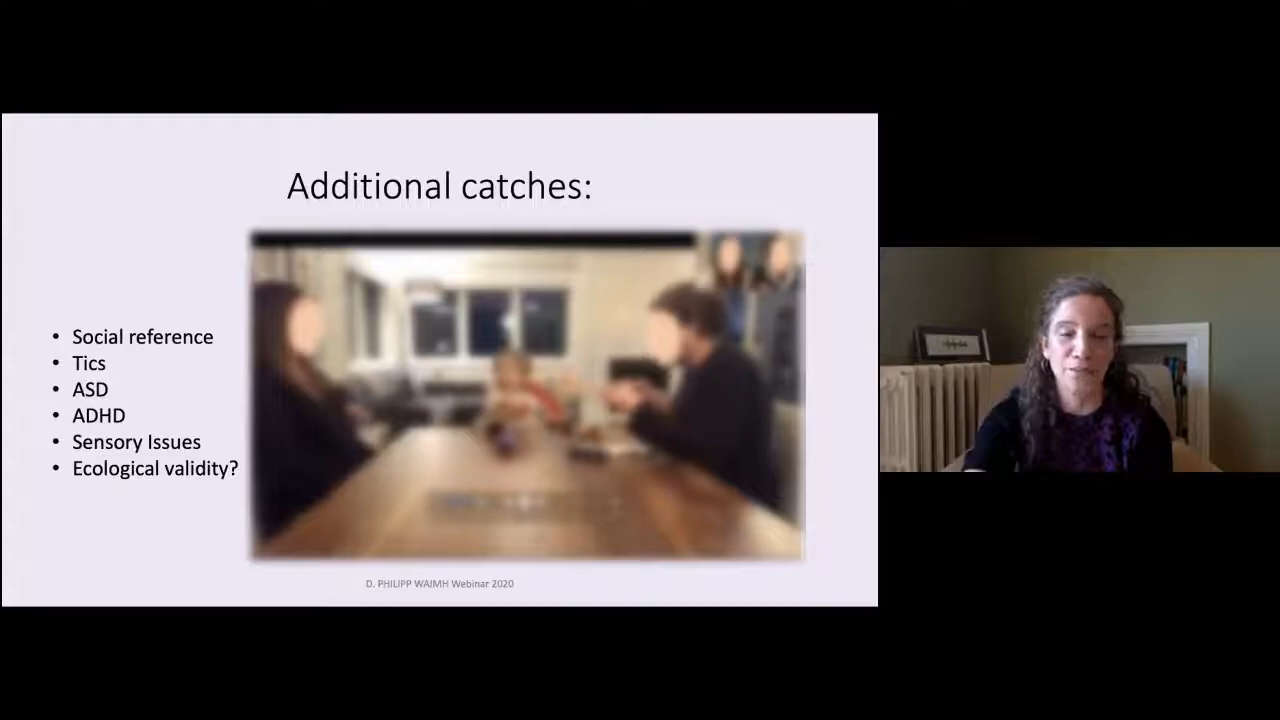 Additional catches:
• Social reference
• Tics
• ASD
• ADHD
• Sensory Issues
• Ecological validity?
D. PHILIPP WAIMH Webinar 2020